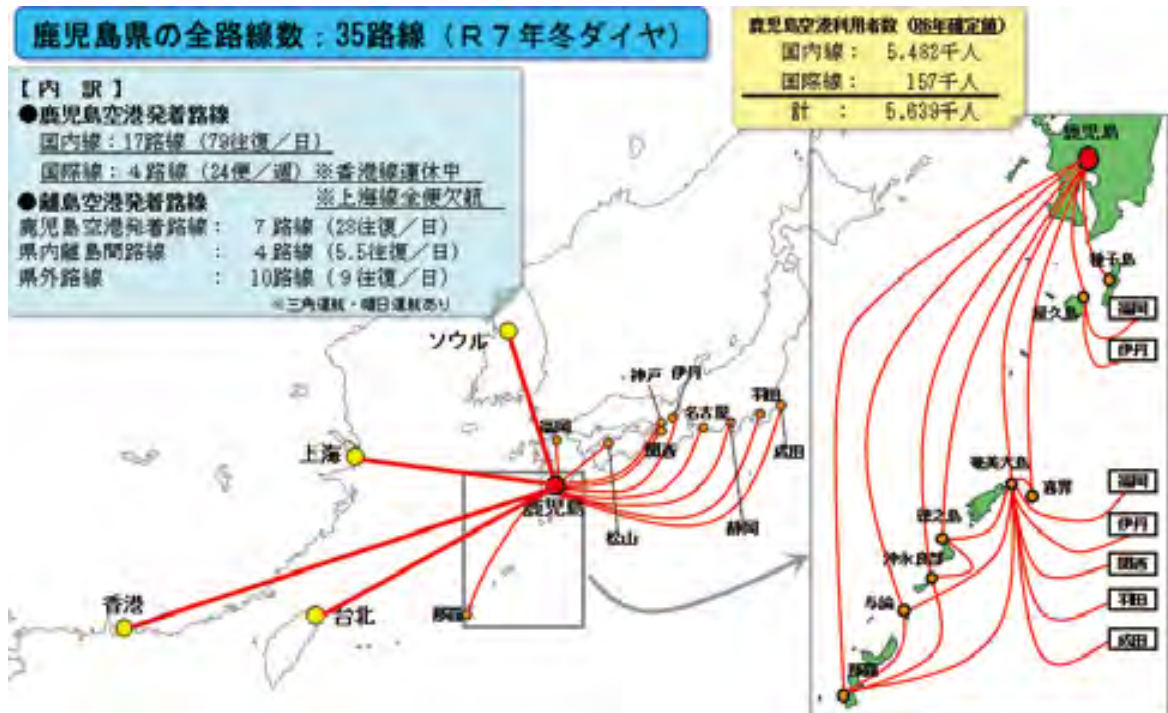 鹿児島県の全路線数：35路線（R７年冬ダイヤ）
鹿児島空港利用者数（R6年確定値）
国内線： 5,482千人
国際線： 157千人
計 ： 5,639千人
【内 訳】
●鹿児島空港発着路線
国内線：17路線（79往復／日）
国際線：４路線（24便／週）※香港線運休中
※上海線全便欠航
●離島空港発着路線
鹿児島空港発着路線： ７路線（28往復／日）
県内離島間路線 ： ４路線（5.5往復／日）
県外路線 ： 10路線（９往復／日）
※三角運航・曜日運航あり
ソウル
上海
香港
台北
鹿児島
福岡
松山
神戸
伊丹
関西
名古屋
静岡
羽田
成田
那覇
鹿児島
種子島
屋久島
福岡
伊丹
奄美大島
喜界
徳之島
沖永良部
与論
那覇
福岡
伊丹
関西
羽田
成田